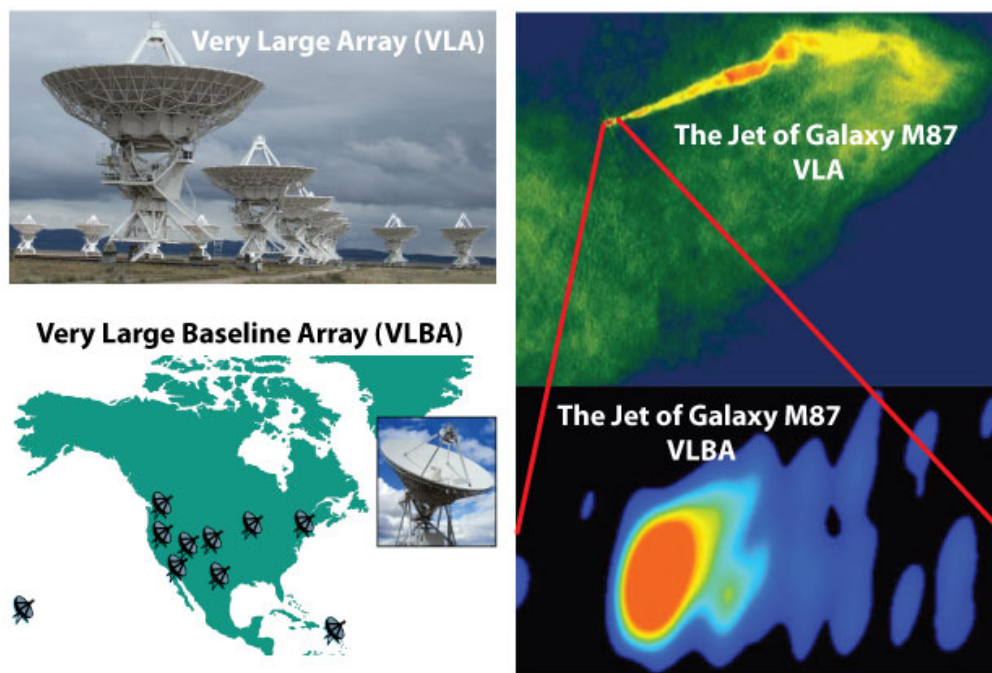 Very Large Array (VLA)
Very Large Baseline Array (VLBA)
The Jet of Galaxy M87
VLA
The Jet of Galaxy M87
VLBA